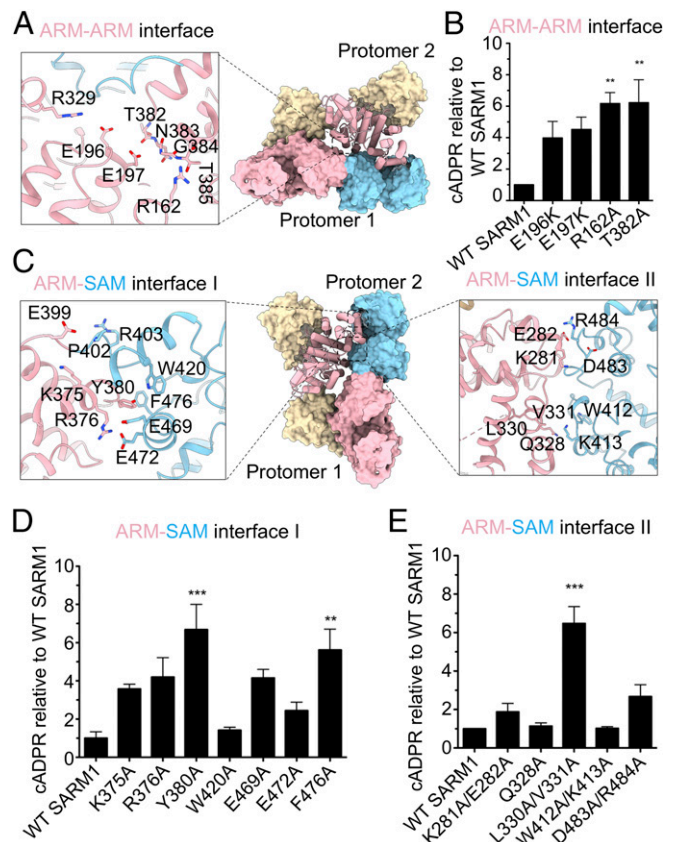 A
ARM-ARM interface
Protomer 2
R329
T382
N383
G384
E196
E197
T385
R162
Protomer 1
B
ARM-ARM interface
cADPR relative to
WT SARM1
10
8
6
4
2
0
**
**
WT SARM1
E196K
E197K
R162A
T382A
C
ARM-SAM interface I
Protomer 2
ARM-SAM interface II
E399
R403
P402
W420
Y380
K375
F476
R376
E469
E472
Protomer 1
R484
E282
K281
D483
V331
W412
L330
Q328
K413
D
ARM-SAM interface I
cADPR relative to WT SARM1
10
8
6
4
2
0
***
**
WT SARM1
K375A
R376A
Y380A
W420A
E469A
E472A
F476A
E
ARM-SAM interface II
cADPR relative to WT SARM1
10
8
6
4
2
0
***
WT SARM1
K281A/E282A
Q328A
L330A/V331A
W412A/K413A
D483A/R484A